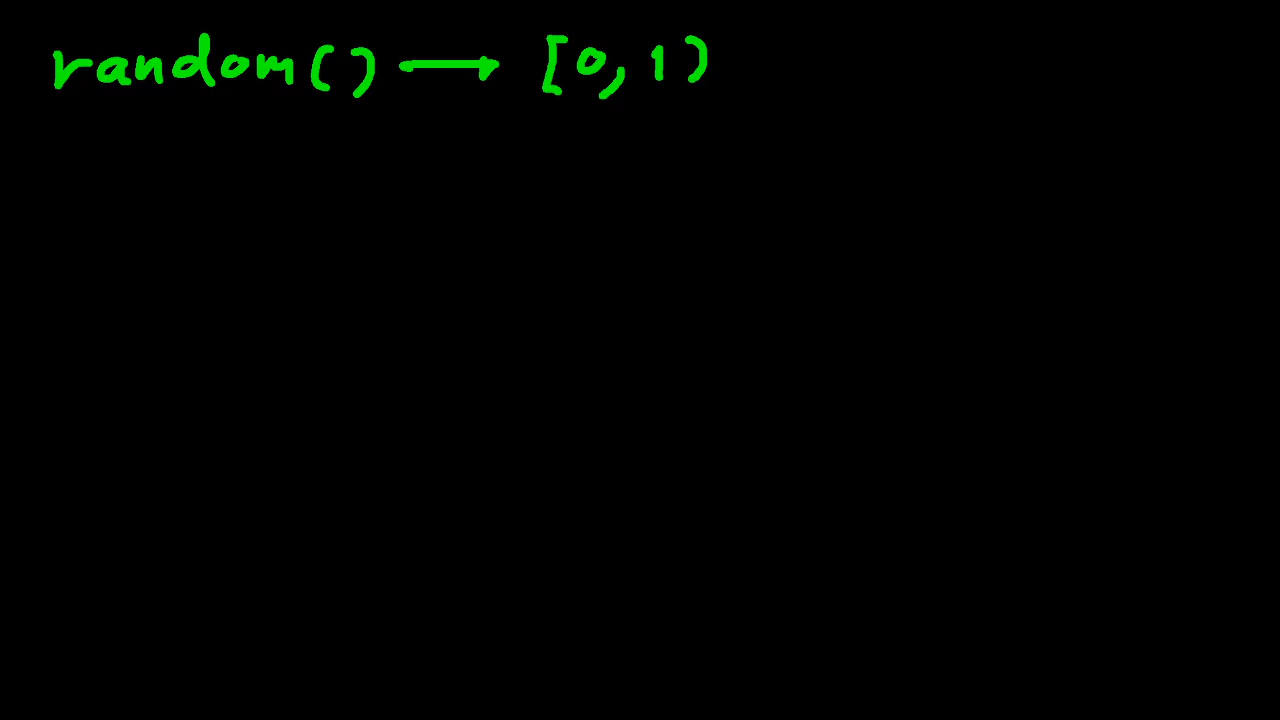 random() → [0, 1)